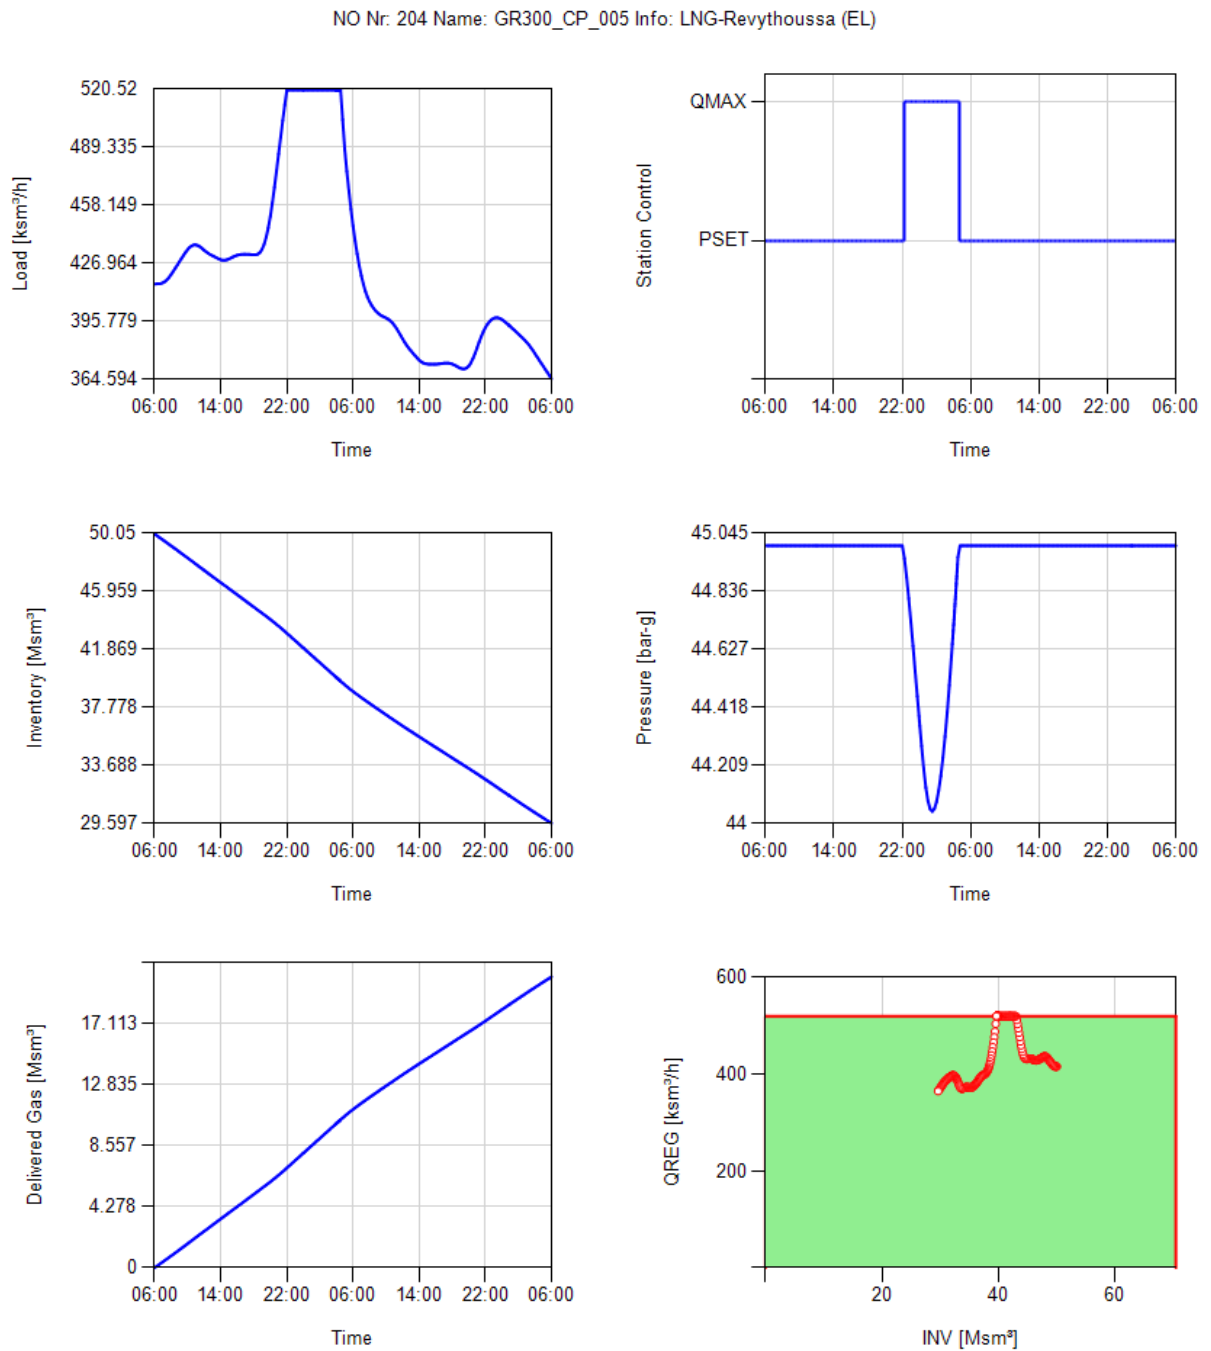 NO Nr: 204 Name: GR300_CP_005 Info: LNG-Revythoussa (EL)
Load [ksm³/h]
520.52
489.335
458.149
426.964
395.779
364.594
06:00 14:00 22:00 06:00 14:00 22:00 06:00
Time
Station Control
QMAX
PSET
06:00 14:00 22:00 06:00 14:00 22:00 06:00
Time
Inventory [Msm³]
50.05
45.959
41.869
37.778
33.688
29.597
06:00 14:00 22:00 06:00 14:00 22:00 06:00
Time
Pressure [bar-g]
45.045
44.836
44.627
44.418
44.209
44
06:00 14:00 22:00 06:00 14:00 22:00 06:00
Time
Delivered Gas [Msm³]
17.113
12.835
8.557
4.278
0
06:00 14:00 22:00 06:00 14:00 22:00 06:00
Time
QREG [ksm³/h]
600
400
200
20 40 60
INV [Msm³]